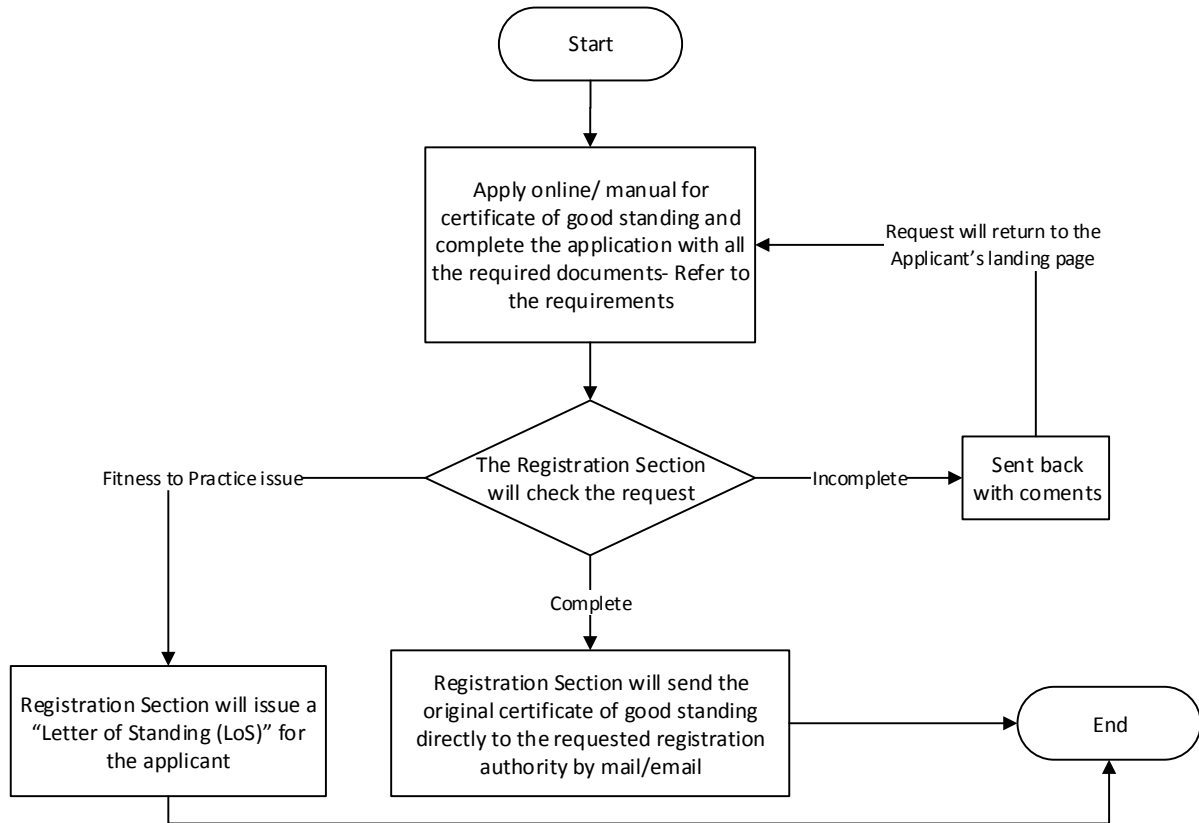 Start
Apply online/ manual for
certificate of good standing and
complete the application with all
the required documents- Refer to
the requirements
Request will return to the
Applicant’s landing page
The Registration Section
will check the request
Fitness to Practice issue
Incomplete
Sent back
with coments
Complete
Registration Section will issue a
“Letter of Standing (LoS)” for
the applicant
Registration Section will send the
original certificate of good standing
directly to the requested registration
authority by mail/email
End